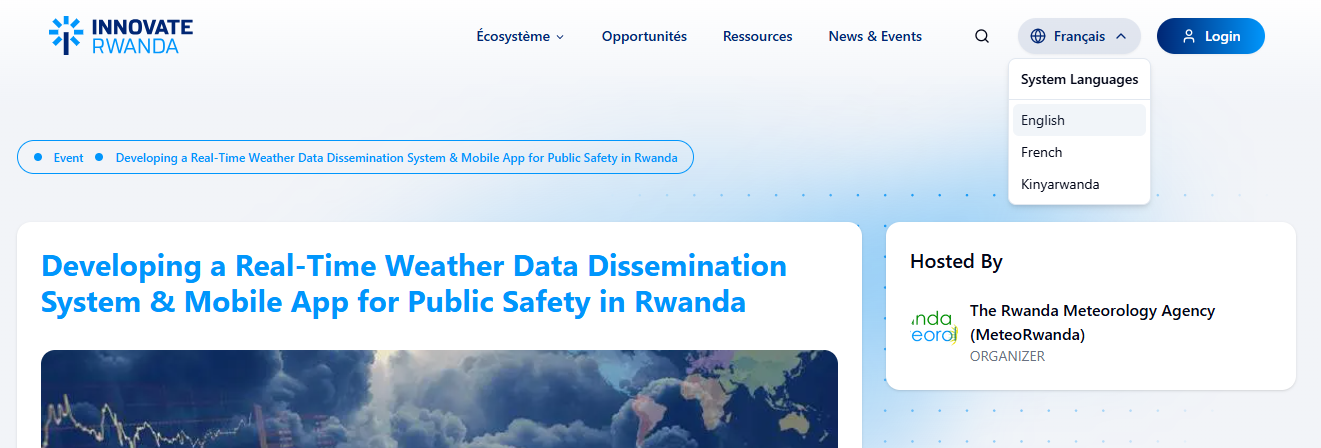 INNOVATE
RWANDA
Écosystème
Opportunités
Ressources
News & Events
Français
Login
System Languages
English
French
Kinyarwanda
Event
Developing a Real-Time Weather Data Dissemination System & Mobile App for Public Safety in Rwanda
Developing a Real-Time Weather Data Dissemination
System & Mobile App for Public Safety in Rwanda
Hosted By
The Rwanda Meteorology Agency
(MeteoRwanda)
ORGANIZER